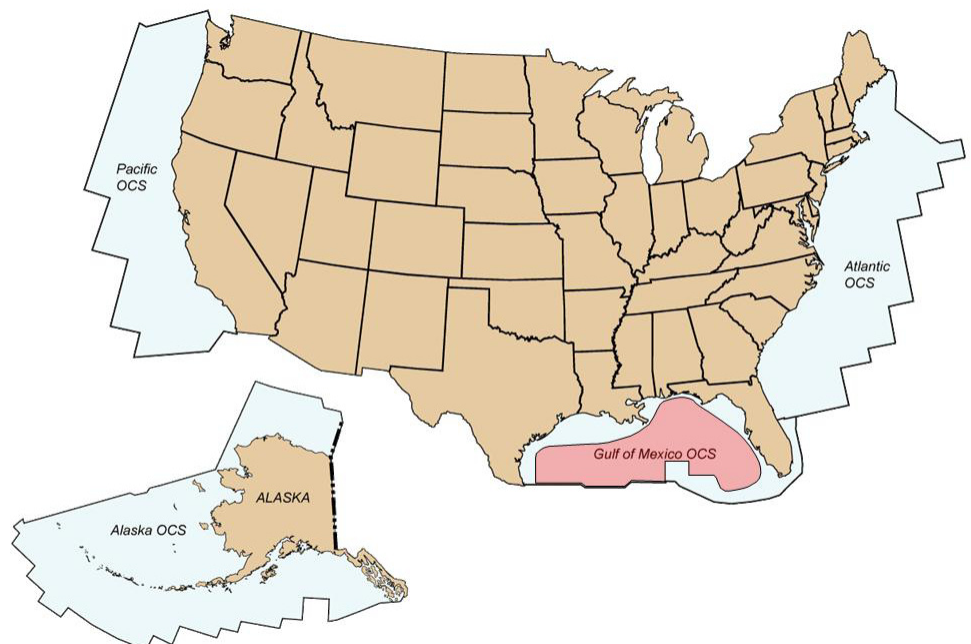 Pacific
OCS
Atlantic
OCS
Gulf of Mexico OCS
ALASKA
Alaska OCS